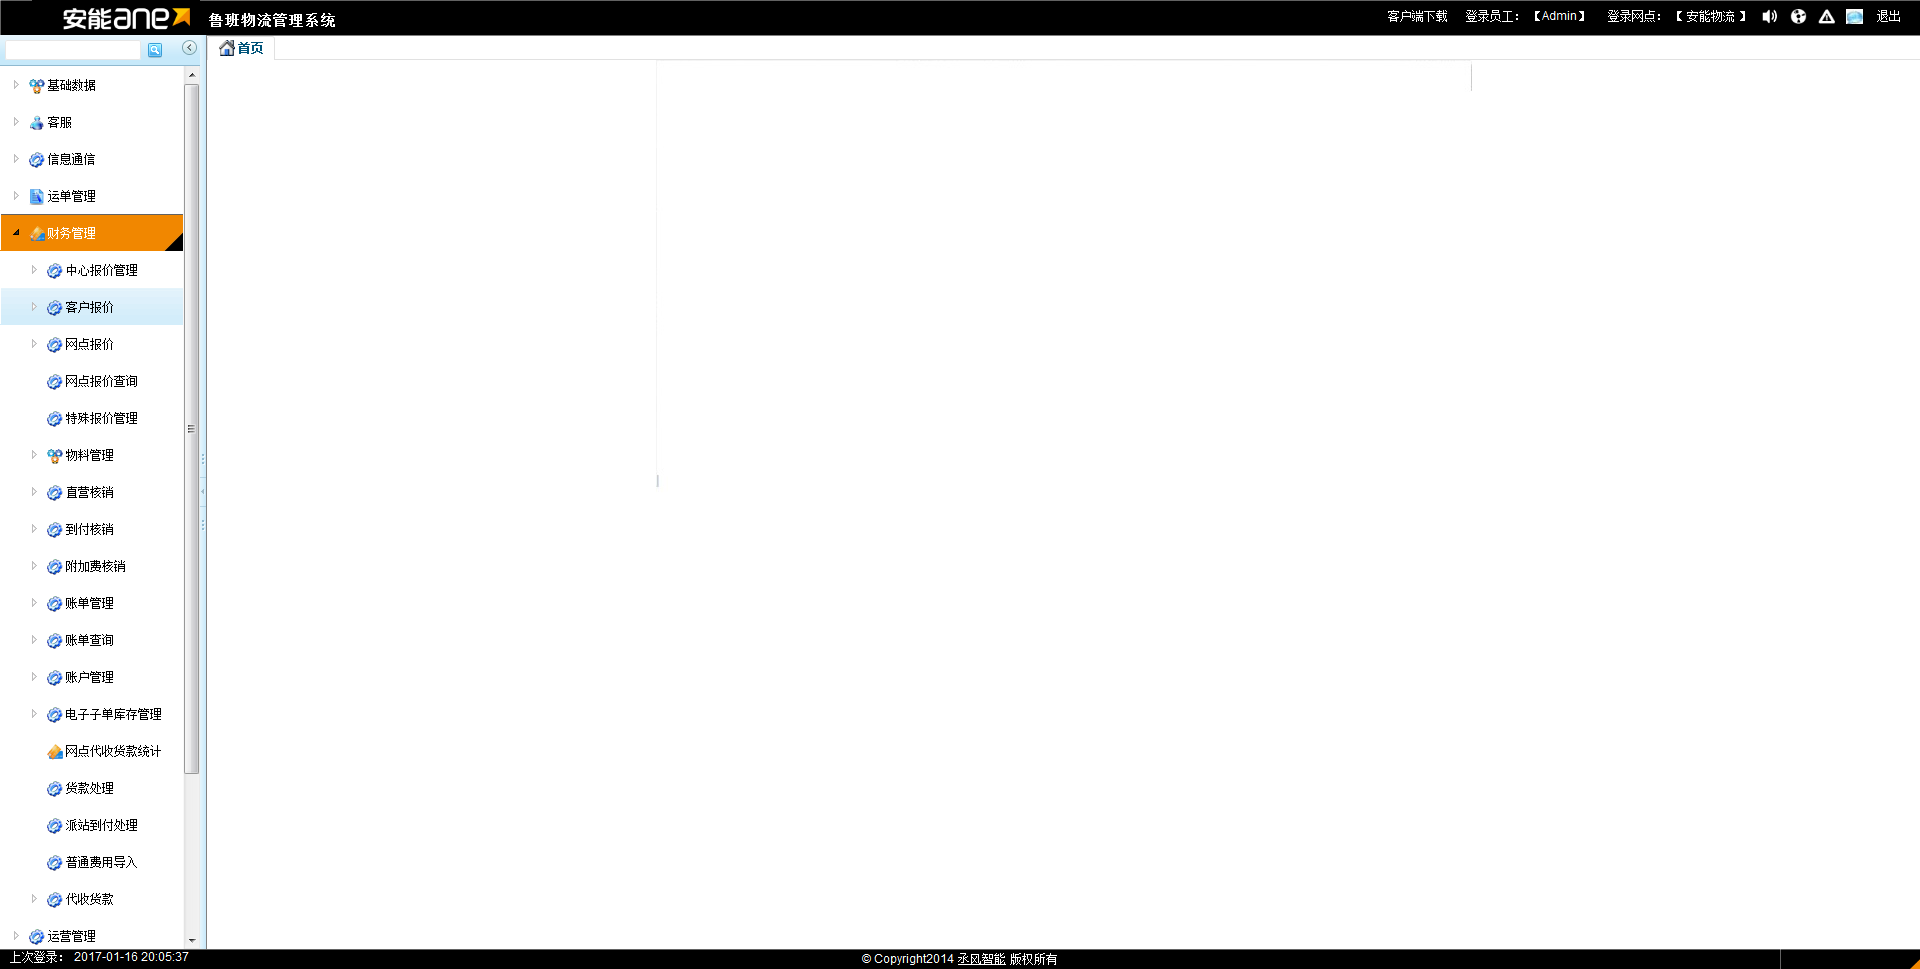 安能ane 鲁班物流管理系统 客户端下载 登录员工： 【Admin】 登录网点： 【 安能物流 】 退出
首页
基础数据
客服
信息通信
运单管理
财务管理
中心报价管理
客户报价
网点报价
网点报价查询
特殊报价管理
物料管理
直营核销
到付核销
附加费核销
账单管理
账单查询
账户管理
电子子单库存管理
网点代收货款统计
货款处理
派站到付处理
普通费用导入
代收货款
运营管理
上次登录： 2017-01-16 20:05:37 © Copyright2014 丞风智能 版权所有